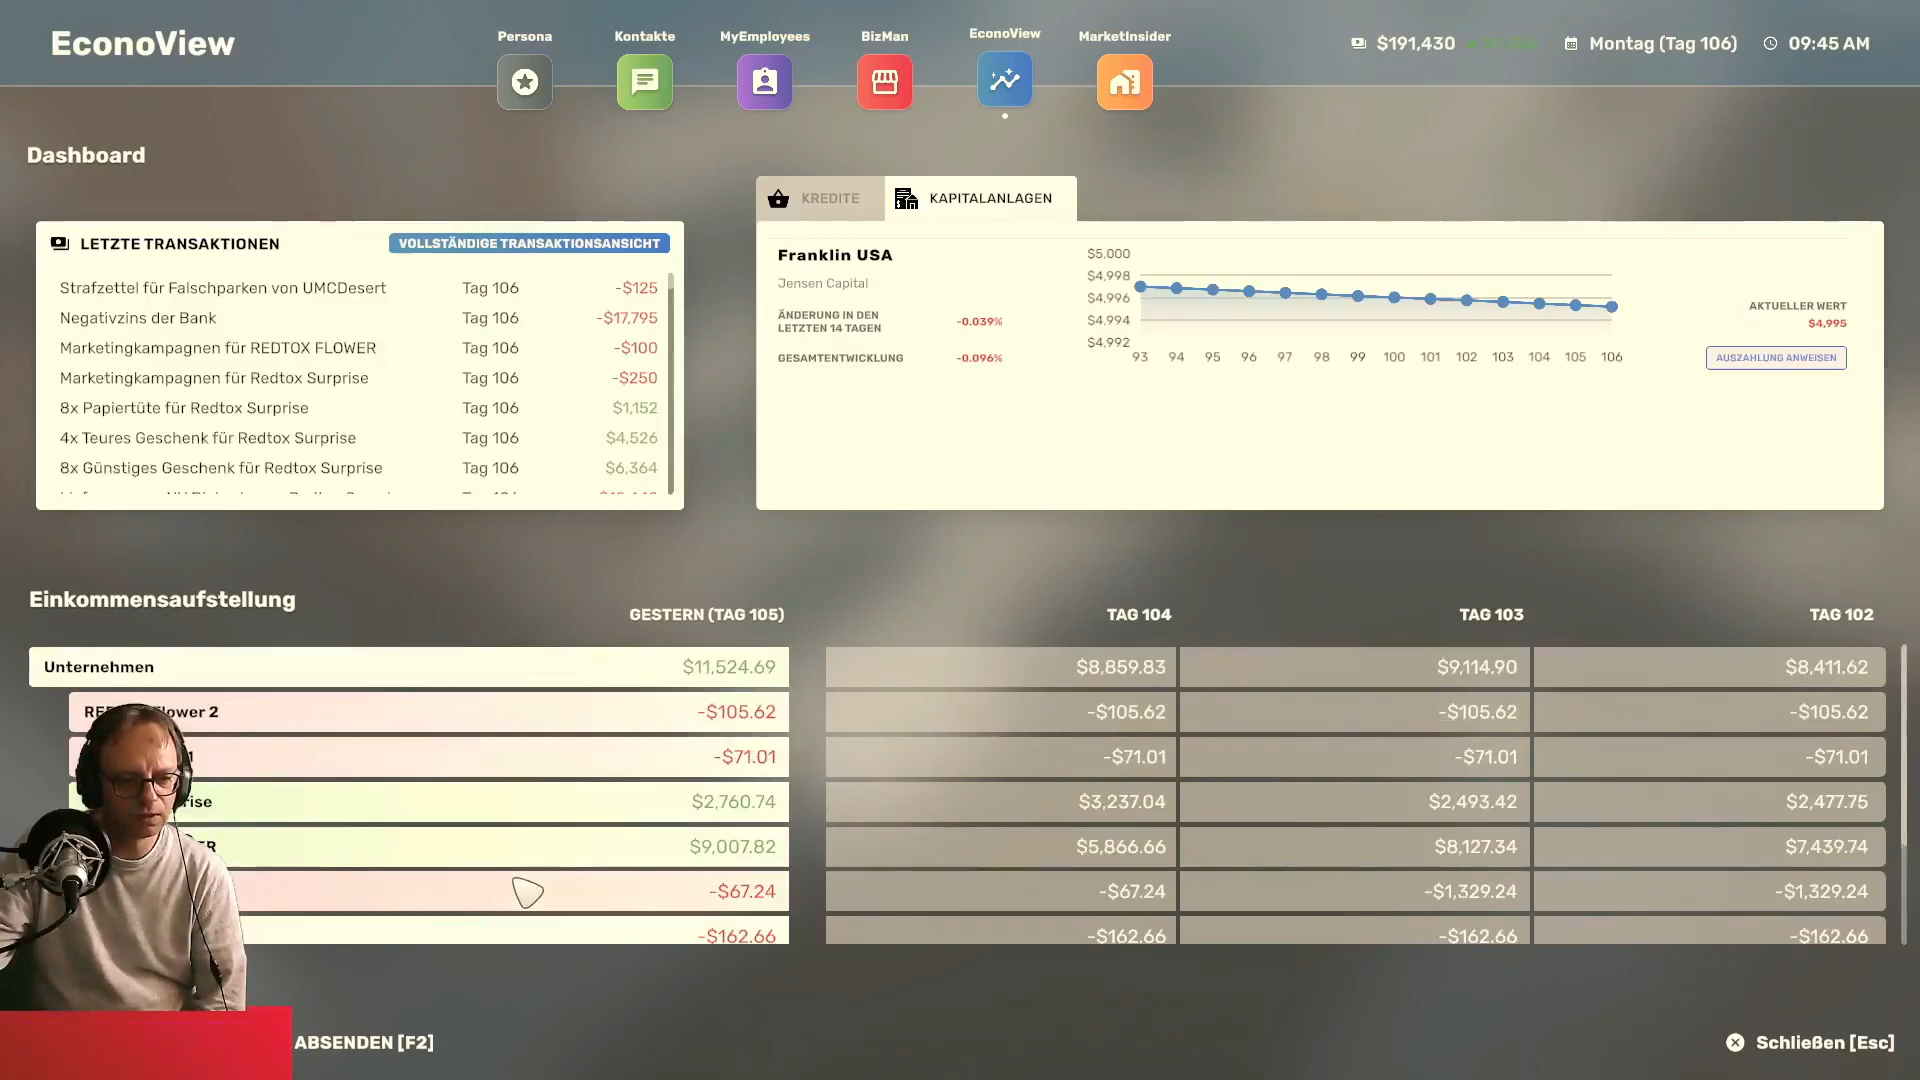 EconoView
Persona
Kontakte
MyEmployees
BizMan
EconoView
MarketInsider
$191,430
Montag (Tag 106)
09:45 AM
Dashboard
KREDITE
KAPITALANLAGEN
LETZTE TRANSAKTIONEN
VOLLSTÄNDIGE TRANSAKTIONSANSICHT
Strafzettel für Falschparken von UMCDesert Tag 106 -$125
Negativzins der Bank Tag 106 -$17,795
Marketingkampagnen für REDTOX FLOWER Tag 106 -$100
Marketingkampagnen für Redtox Surprise Tag 106 -$250
8x Papiertüte für Redtox Surprise Tag 106 $1,152
4x Teures Geschenk für Redtox Surprise Tag 106 $4,526
8x Günstiges Geschenk für Redtox Surprise Tag 106 $6,364
Franklin USA
Jensen Capital
ÄNDERUNG IN DEN
LETZTEN 14 TAGEN
-0.039%
GESAMTENTWICKLUNG
-0.096%
$5,000
$4,998
$4,996
$4,994
$4,992
93 94 95 96 97 98 99 100 101 102 103 104 105 106
AKTUELLER WERT
$4,995
AUSZAHLUNG ANWEISEN
Einkommensaufstellung
GESTERN (TAG 105) TAG 104 TAG 103 TAG 102
Unternehmen $11,524.69 $8,859.83 $9,114.90 $8,411.62
lower 2 -$105.62 -$105.62 -$105.62 -$105.62
-$71.01 -$71.01 -$71.01 -$71.01
rise $2,760.74 $3,237.04 $2,493.42 $2,477.75
$9,007.82 $5,866.66 $8,127.34 $7,439.74
-$67.24 -$67.24 -$1,329.24 -$1,329.24
-$162.66 -$162.66 -$162.66 -$162.66
ABSENDEN [F2]
Schließen [Esc]